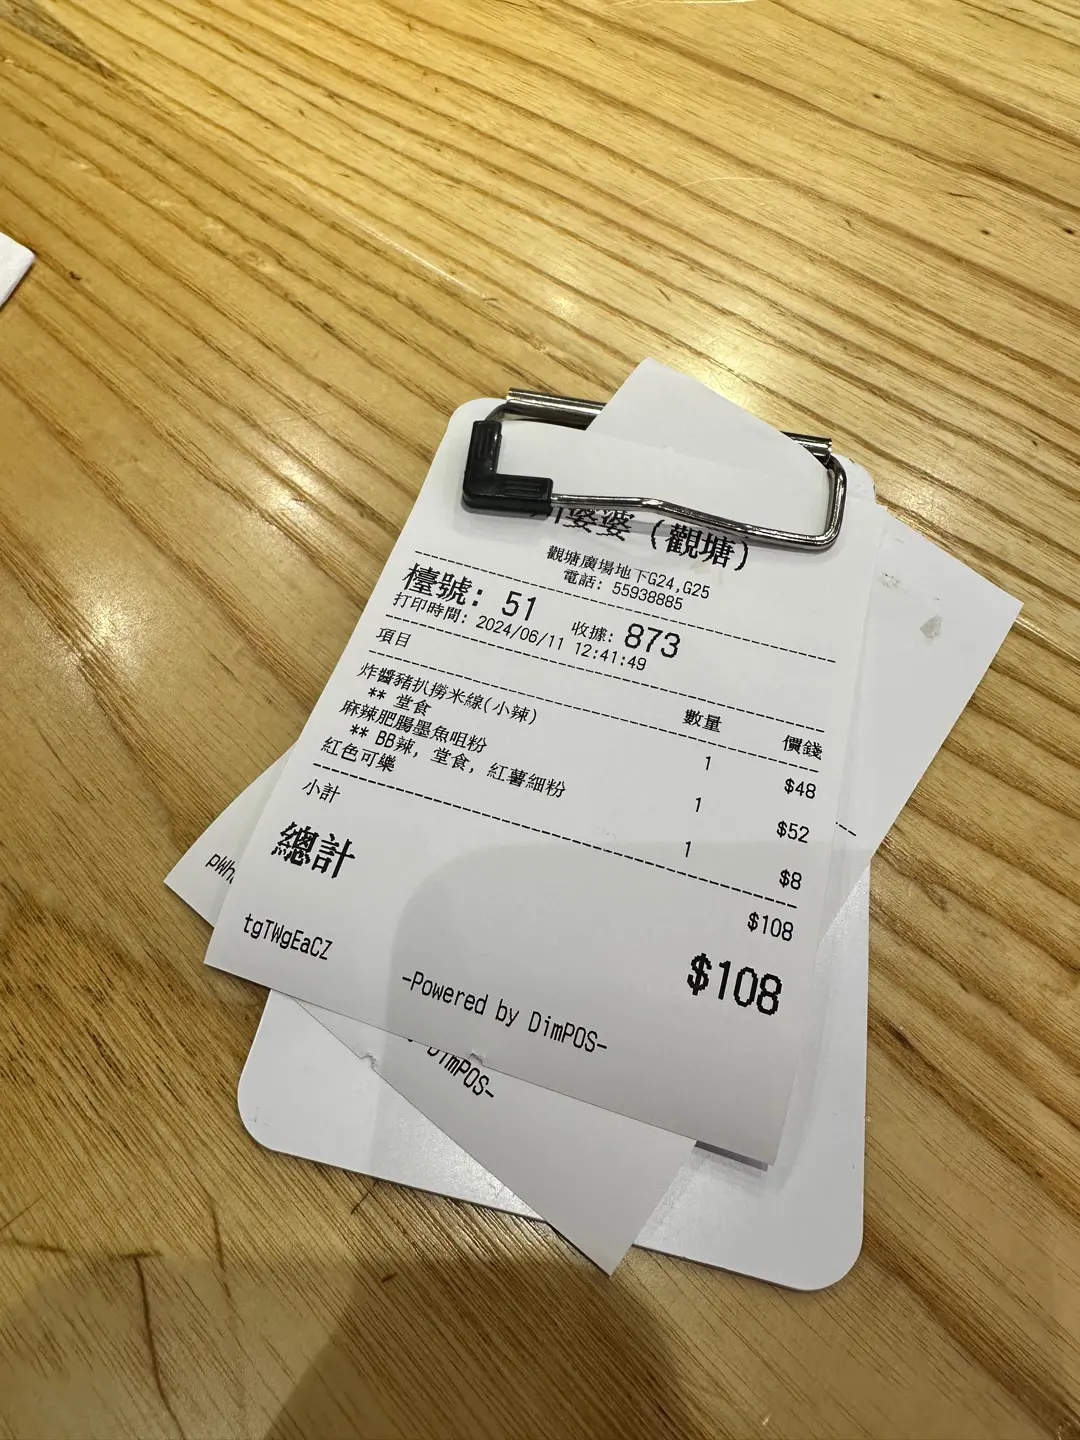 婆婆 (觀塘)
觀塘廣場地下G24,G25
電話: 55938885
檯號: 51 收據: 873
打印時間: 2024/06/11 12:41:49
項目 數量 價錢
炸醬豬扒撈米線(小辣) 1 $48
** 堂食
麻辣肥腸墨魚咀粉 1 $52
** BB辣, 堂食, 紅薯細粉
紅色可樂 1 $8
小計 $108
總計 $108
tgTWgEaCZ
-Powered by DimPOS-
DimPOS-